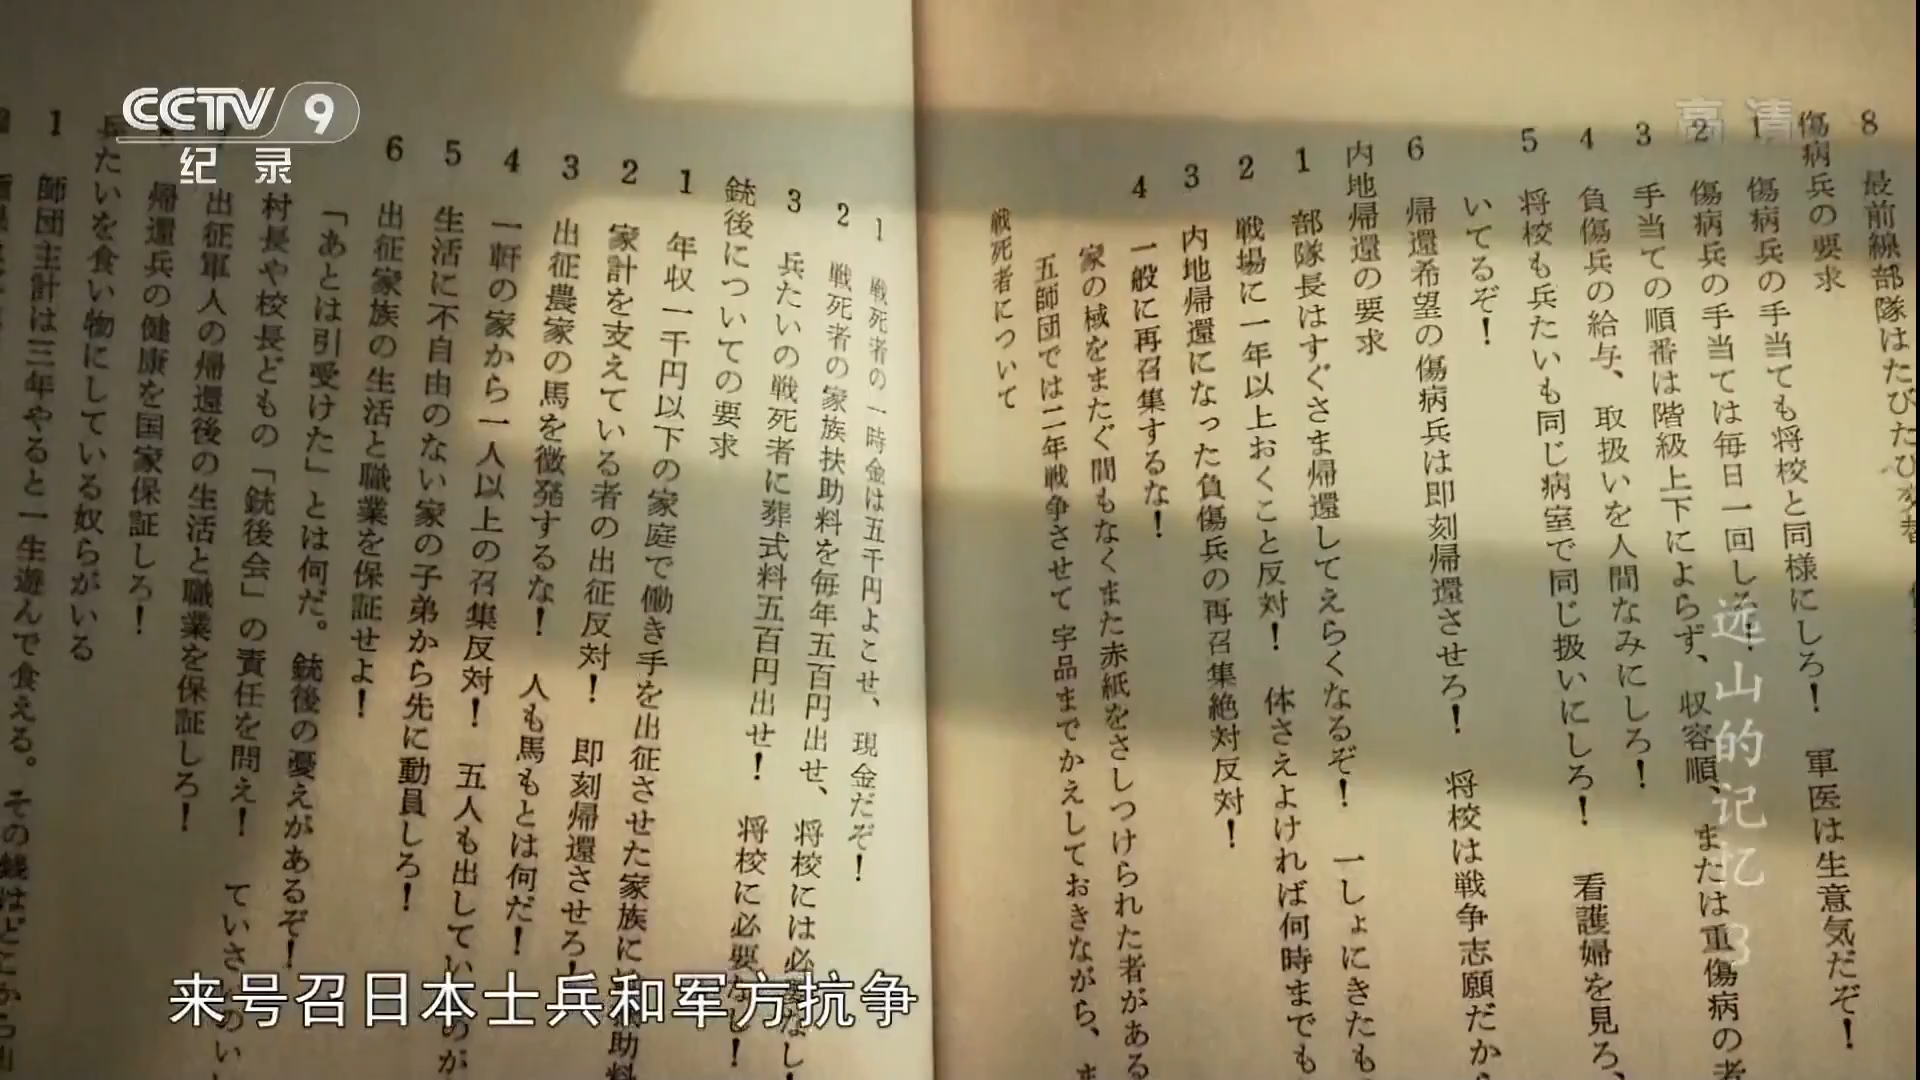 CCTV 9
纪录
高清
8 最前線部隊はたびたび交替
傷病兵の要求
1 傷病兵の手当ても将校と同様にしろ! 軍医は生意気だぞ!
2 傷病兵の手当ては毎日一回しろ!
3 手当ての順番は階級上下によらず、収容順、または重傷病の者
4 負傷兵の給与、取扱いを人間なみにしろ!
5 将校も兵たいも同じ病室で同じ扱いにしろ! 看護婦を見ろ、
いてるぞ!
6 帰還希望の傷病兵は即刻帰還させろ! 将校は戦争志願だから
内地帰還の要求
1 部隊長はすぐさま帰還してえらくなるぞ! 一しょにきたも
2 戦場に一年以上おくこと反対! 体さえよければ何時までも
3 内地帰還になった負傷兵の再召集絶対反対!
4 一般に再召集するな!
家の棫をまたぐ間もなくまた赤紙をさしつけられた者がある
五師団では二年戦争させて宇品までかえしておきながら、ま
戦死者について
1 戦死者の一時金は五千円よこせ、現金だぞ!
2 戦死者の家族扶助料を毎年五百円出せ、将校には必要なし!
3 兵たいの戦死者に葬式料五百円出せ! 将校に必要なし!
銃後についての要求
1 年収一千円以下の家庭で働き手を出征させた家族に 扶助料
2 家計を支えている者の出征反対! 即刻帰還させろ!
3 出征農家の馬を徴発するな! 人も馬もとは何だ!
4 一軒の家から一人以上の召集反対! 五人も出してい のが
5 生活に不自由のない家の子弟から先に動員しろ!
6 出征家族の生活と職業を保証せよ!
「あとは引受けた」とは何だ。銃後の憂えがあるぞ!
村長や校長どもの「銃後会」の責任を問え! ていさ のい
出征軍人の帰還後の生活と職業を保証しろ!
帰還兵の健康を国家保証しろ!
兵たいを食い物にしている奴らがいる
1 師団主計は三年やると一生遊んで食える。その銭はどこから出
远山的记忆 3
来号召日本士兵和军方抗争